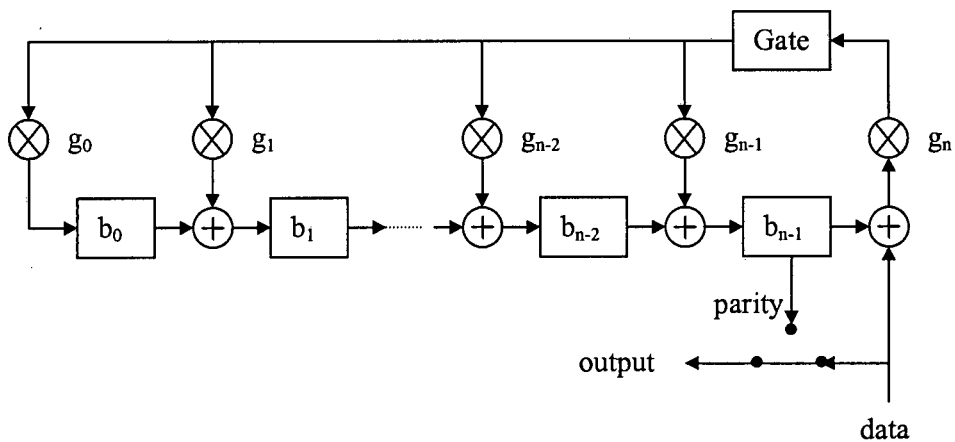 Gate
g0 g1 gn-2 gn-1 gn
b0 b1 bn-2 bn-1
parity
output
data